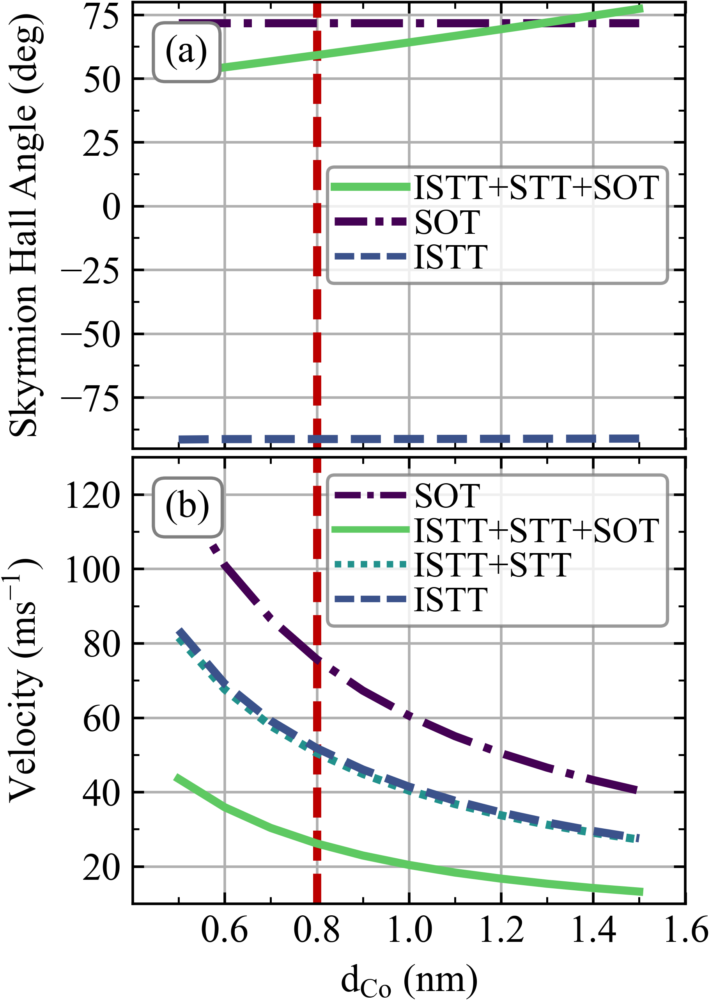 Skyrmion Hall Angle (deg)
75
50
25
0
−25
−50
−75
(a)
ISTT+STT+SOT
SOT
ISTT
Velocity (ms⁻¹)
120
100
80
60
40
20
(b)
SOT
ISTT+STT+SOT
ISTT+STT
ISTT
0.6 0.8 1.0 1.2 1.4 1.6
d_Co (nm)